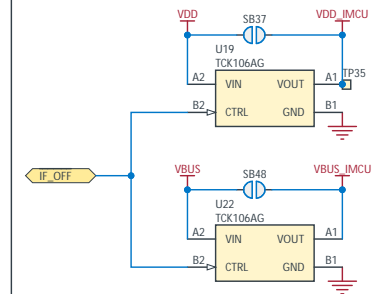 VDD SB37 VDD_IMCU
U19
TCK106AG
TP35
A2 VIN VOUT A1
B2 CTRL GND B1
IF_OFF
VBUS SB48 VBUS_IMCU
U22
TCK106AG
A2 VIN VOUT A1
B2 CTRL GND B1